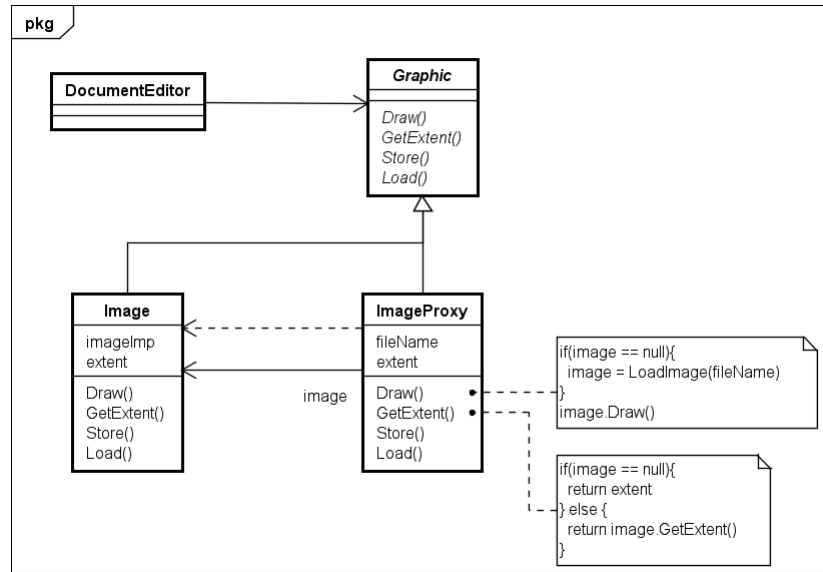 pkg
DocumentEditor
Graphic
Draw()
GetExtent()
Store()
Load()
Image
imageImp
extent
Draw()
GetExtent()
Store()
Load()
image
ImageProxy
fileName
extent
Draw()
GetExtent()
Store()
Load()
if(image == null){
image = LoadImage(fileName)
}
image.Draw()
if(image == null){
return extent
} else {
return image.GetExtent()
}